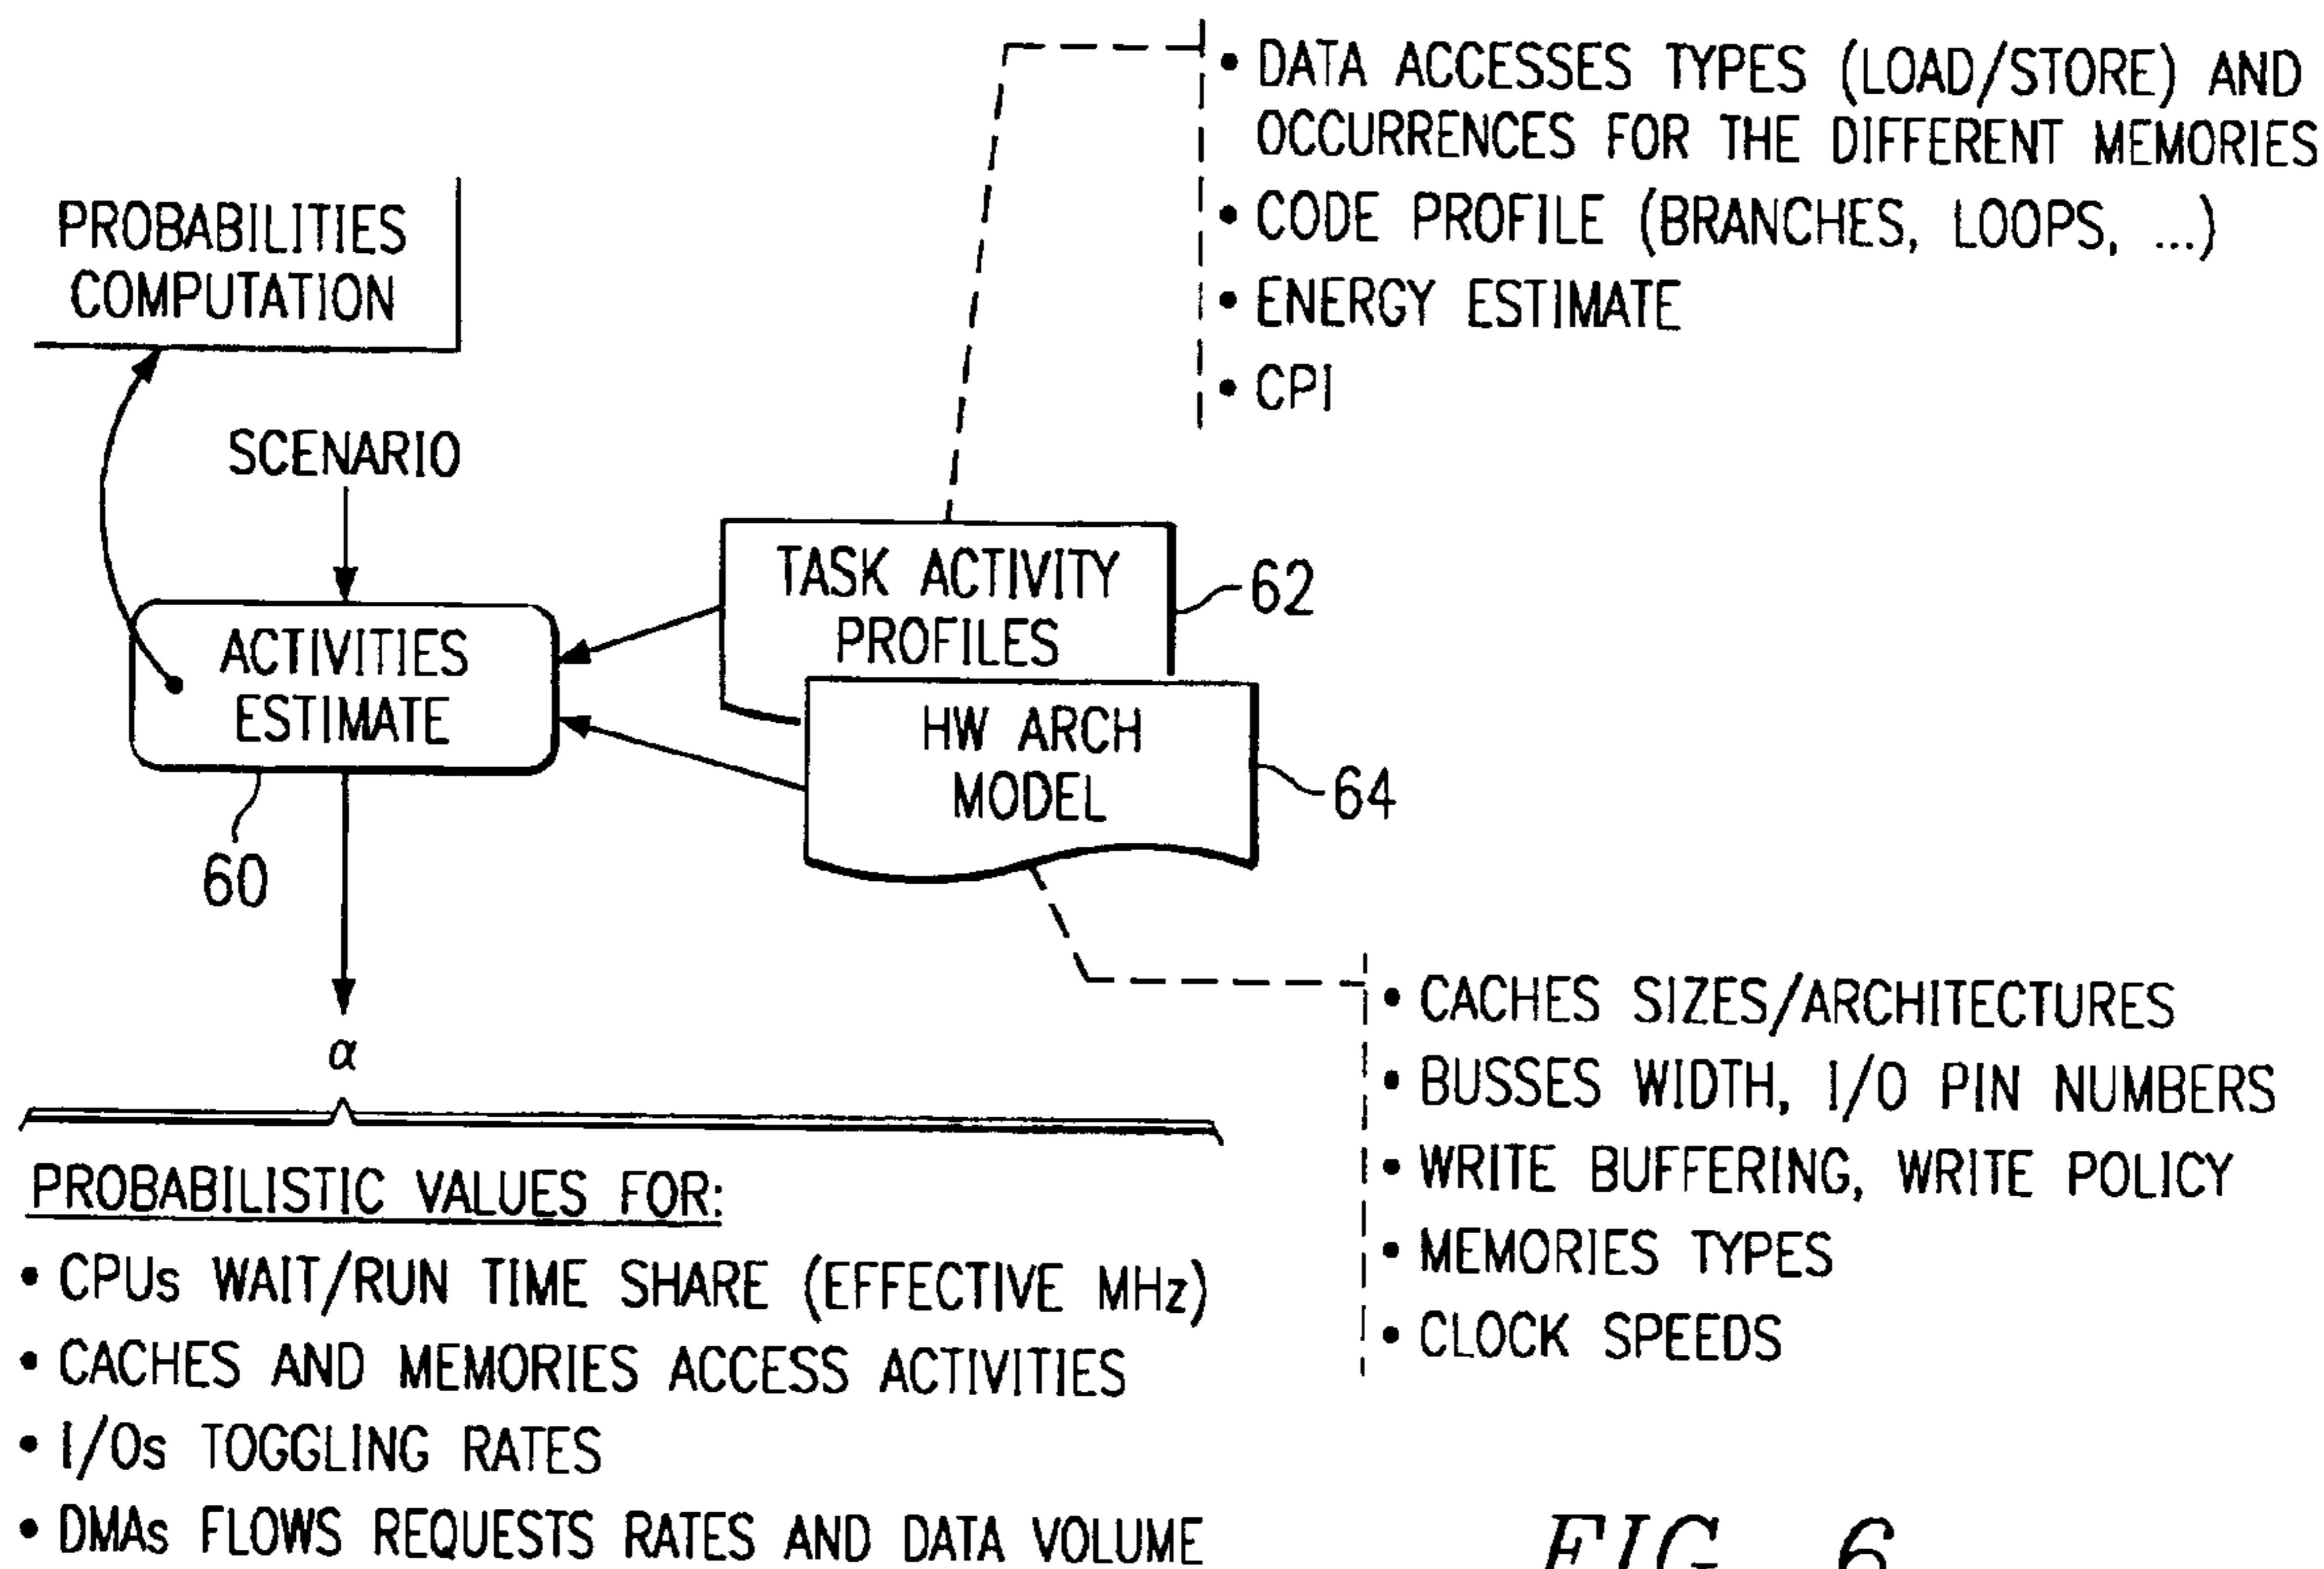 • DATA ACCESSES TYPES (LOAD/STORE) AND
OCCURRENCES FOR THE DIFFERENT MEMORIES
• CODE PROFILE (BRANCHES, LOOPS, ...)
• ENERGY ESTIMATE
• CPI
PROBABILITIES
COMPUTATION
SCENARIO
TASK ACTIVITY
PROFILES
62
ACTIVITIES
ESTIMATE
60
HW ARCH
MODEL
64
α
• CACHES SIZES/ARCHITECTURES
• BUSSES WIDTH, I/O PIN NUMBERS
• WRITE BUFFERING, WRITE POLICY
• MEMORIES TYPES
• CLOCK SPEEDS
PROBABILISTIC VALUES FOR:
• CPUs WAIT/RUN TIME SHARE (EFFECTIVE MHz)
• CACHES AND MEMORIES ACCESS ACTIVITIES
• I/Os TOGGLING RATES
• DMAs FLOWS REQUESTS RATES AND DATA VOLUME
FIG. 6